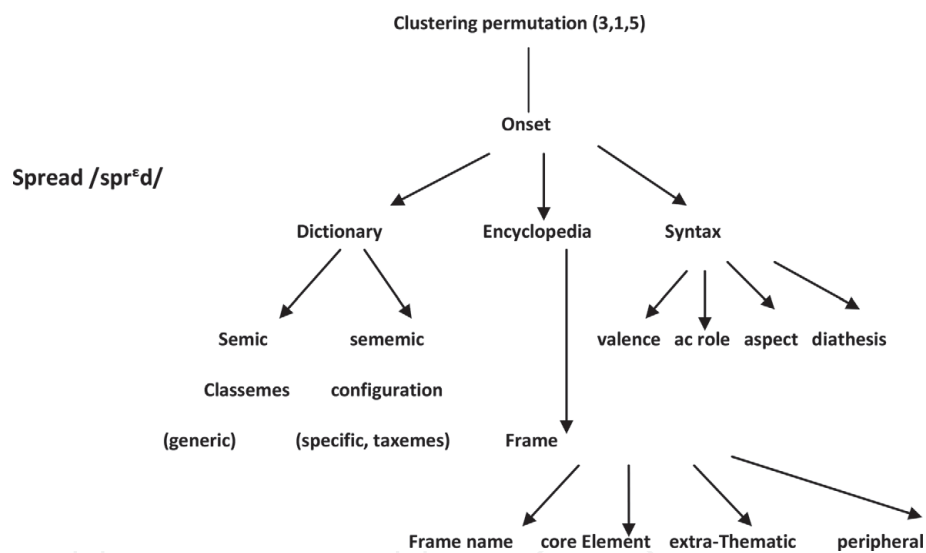 Clustering permutation (3,1,5)
Onset
Spread /sprᵋd/
Dictionary Encyclopedia Syntax
Semic sememic valence ac role aspect diathesis
Classemes configuration
(generic) (specific, taxemes) Frame
Frame name core Element extra-Thematic peripheral